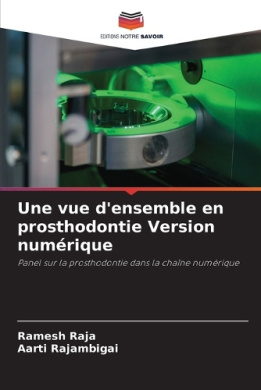 EDITIONS NOTRE SAVOIR
Une vue d'ensemble en
prosthodontie Version
numérique
Panel sur la prosthodontie dans la chaîne numérique
Ramesh Raja
Aarti Rajambigai